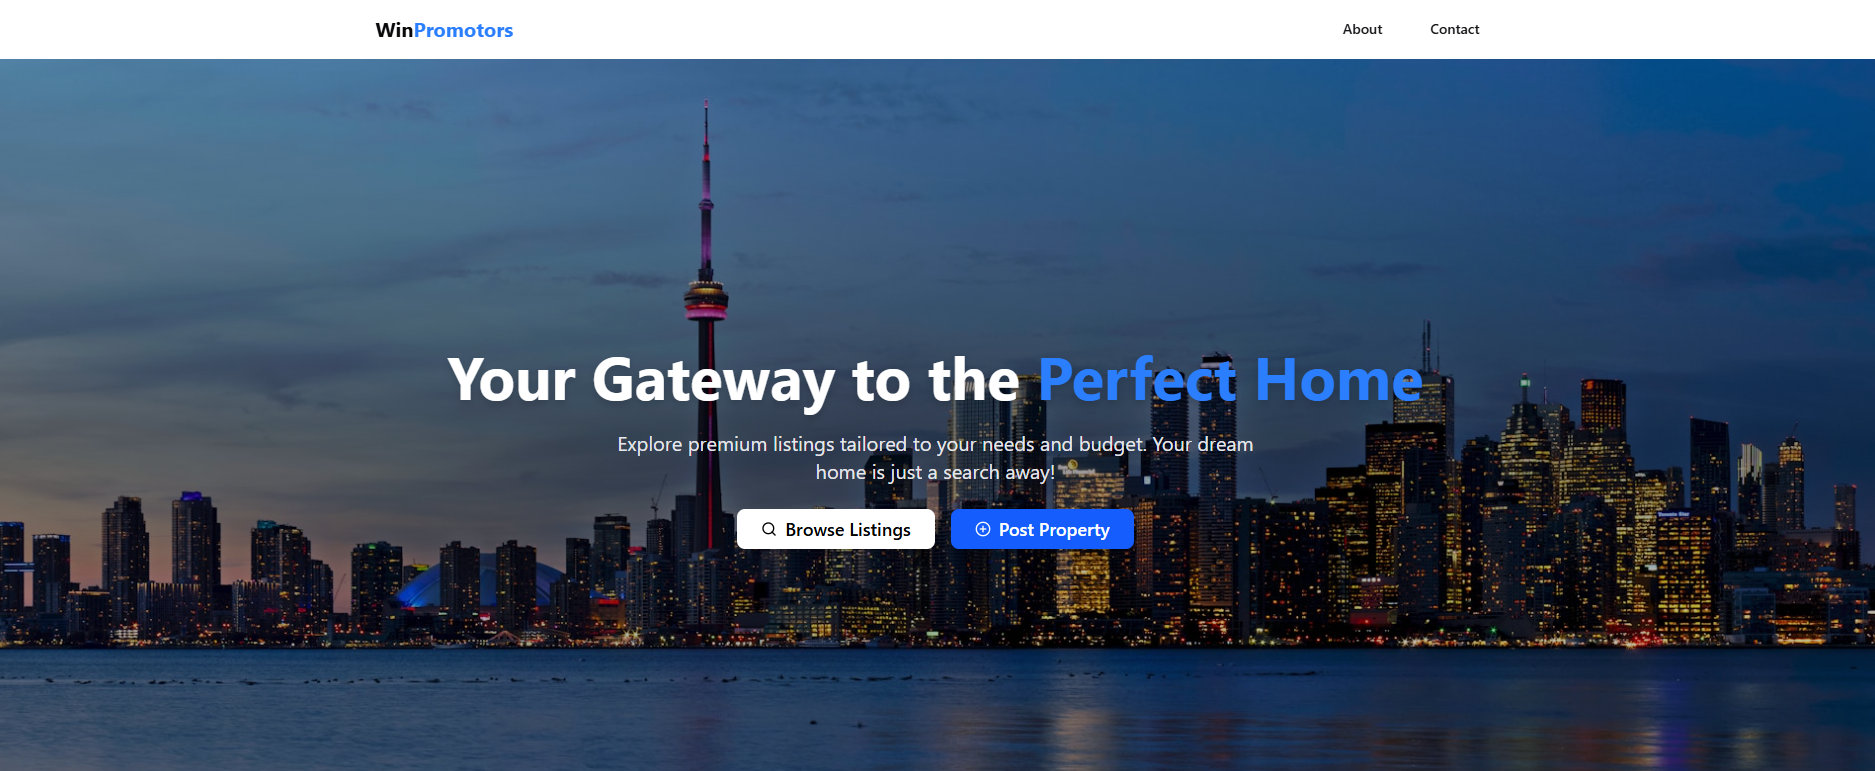 WinPromotors
About
Contact
Your Gateway to the Perfect Home
Explore premium listings tailored to your needs and budget. Your dream
home is just a search away!
Browse Listings
Post Property